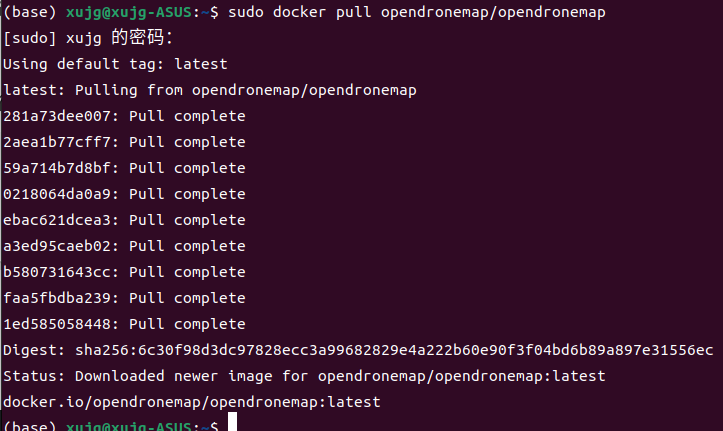 (base) xujg@xujg-ASUS:~$ sudo docker pull opendronemap/opendronemap
[sudo] xujg 的密码：
Using default tag: latest
latest: Pulling from opendronemap/opendronemap
281a73dee007: Pull complete
2aea1b77cff7: Pull complete
59a714b7d8bf: Pull complete
0218064da0a9: Pull complete
ebac621dcea3: Pull complete
a3ed95caeb02: Pull complete
b580731643cc: Pull complete
faa5fbdba239: Pull complete
1ed585058448: Pull complete
Digest: sha256:6c30f98d3dc97828ecc3a99682829e4a222b60e90f3f04bd6b89a897e31556ec
Status: Downloaded newer image for opendronemap/opendronemap:latest
docker.io/opendronemap/opendronemap:latest
(base) xujg@xujg-ASUS:~$